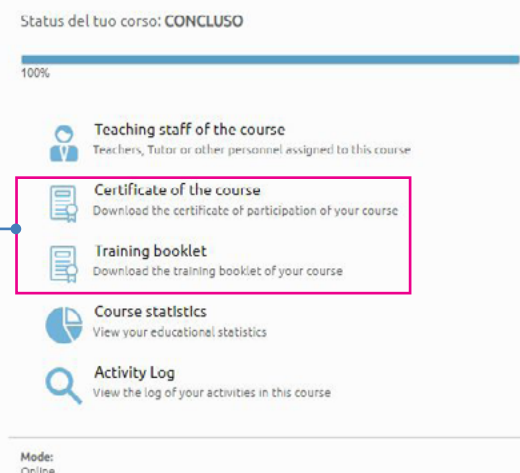 Status del tuo corso: CONCLUSO
100%
Teaching staff of the course
Teachers, Tutor or other personnel assigned to this course
Certificate of the course
Download the certificate of participation of your course
Training booklet
Download the training booklet of your course
Course statistics
View your educational statistics
Activity Log
View the log of your activities in this course
Mode:
Online